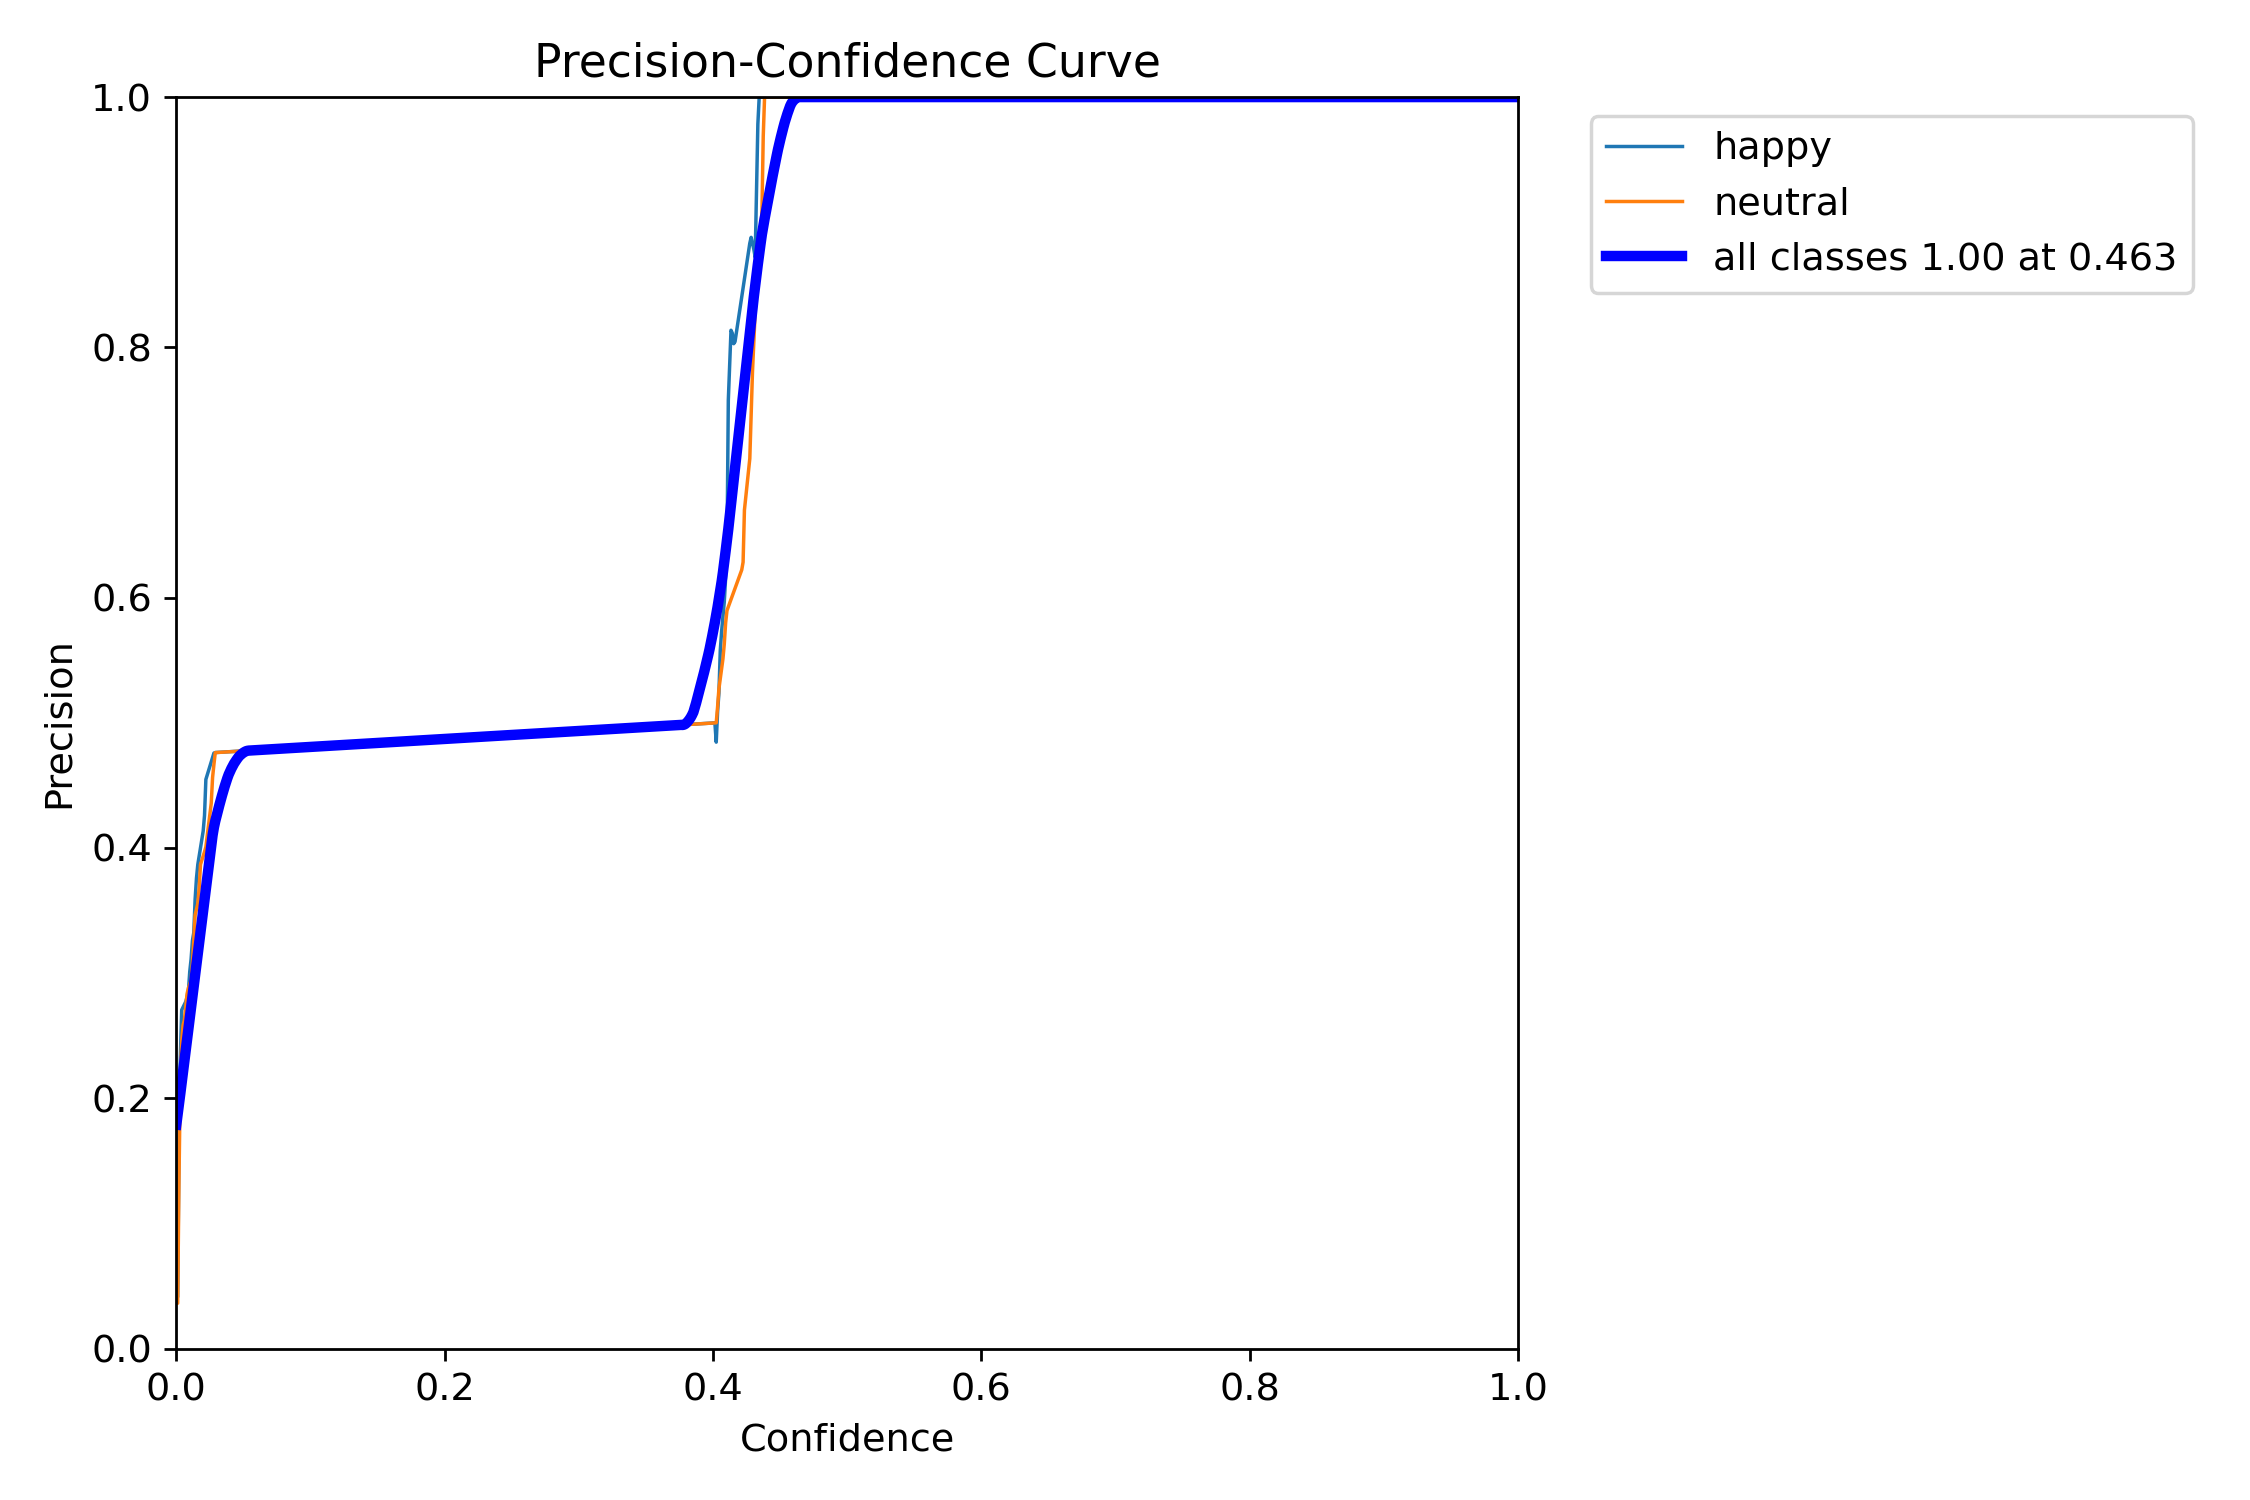 Precision-Confidence Curve
1.0
0.8
0.6
0.4
0.2
0.0
Precision
0.0 0.2 0.4 0.6 0.8 1.0
Confidence
happy
neutral
all classes 1.00 at 0.463